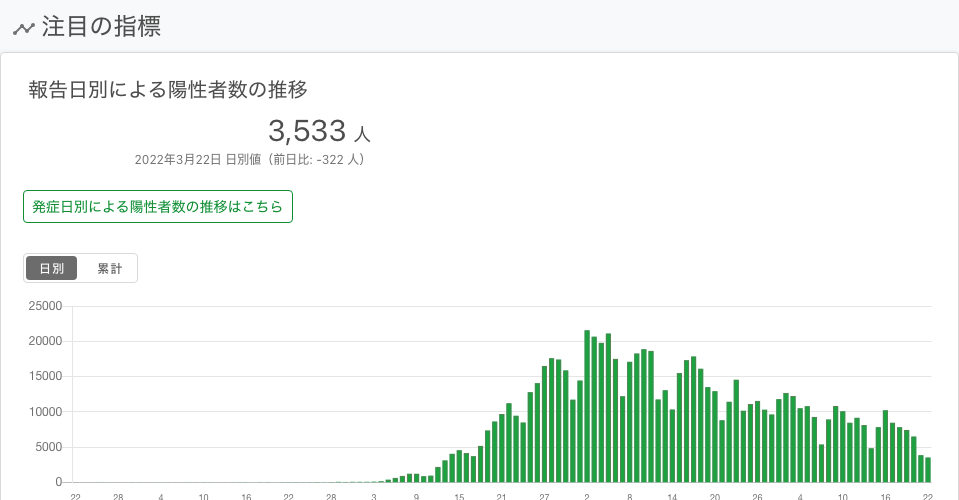 注目の指標
報告日別による陽性者数の推移
3,533 人
2022年3月22日 日別値（前日比: -322 人）
発症日別による陽性者数の推移はこちら
日別 累計
25000
20000
15000
10000
5000
0
22 28 4 10 16 22 28 3 9 15 21 27 2 8 14 20 26 4 10 16 22